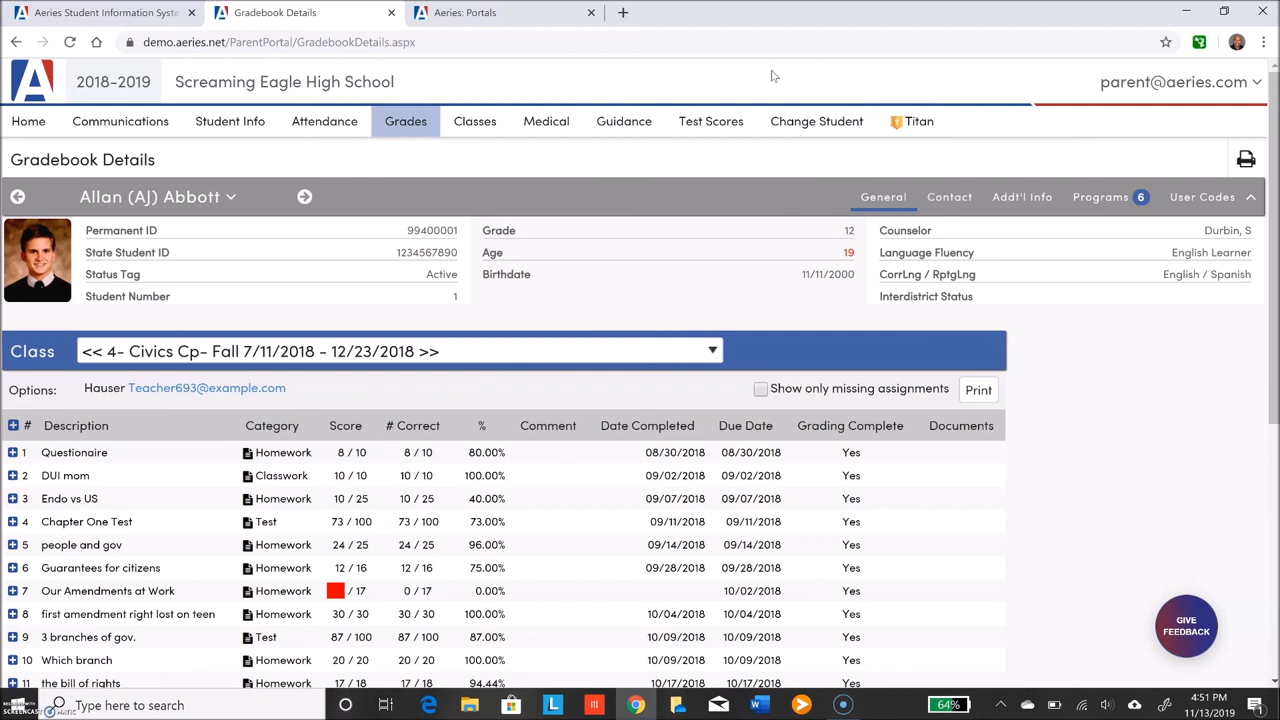 Aeries Student Information Syste
Gradebook Details
Aeries: Portals
demo.aeries.net/ParentPortal/GradebookDetails.aspx
2018-2019 Screaming Eagle High School parent@aeries.com
Home Communications Student Info Attendance Grades Classes Medical Guidance Test Scores Change Student Titan
Gradebook Details
Allan (AJ) Abbott General Contact Addt'l Info Programs 6 User Codes
Permanent ID 99400001 Grade 12 Counselor Durbin, S
State Student ID 1234567890 Age 19 Language Fluency English Learner
Status Tag Active Birthdate 11/11/2000 CorrLng / RptgLng English / Spanish
Student Number 1 Interdistrict Status
Class << 4- Civics Cp- Fall 7/11/2018 - 12/23/2018 >>
Options: Hauser Teacher693@example.com Show only missing assignments Print
# Description Category Score # Correct % Comment Date Completed Due Date Grading Complete Documents
1 Questionaire Homework 8 / 10 8 / 10 80.00% 08/30/2018 08/30/2018 Yes
2 DUI mom Classwork 10 / 10 10 / 10 100.00% 09/02/2018 09/02/2018 Yes
3 Endo vs US Homework 10 / 25 10 / 25 40.00% 09/07/2018 09/07/2018 Yes
4 Chapter One Test Test 73 / 100 73 / 100 73.00% 09/11/2018 09/11/2018 Yes
5 people and gov Homework 24 / 25 24 / 25 96.00% 09/14/2018 09/14/2018 Yes
6 Guarantees for citizens Homework 12 / 16 12 / 16 75.00% 09/28/2018 09/28/2018 Yes
7 Our Amendments at Work Homework / 17 0 / 17 0.00% 10/02/2018 Yes
8 first amendment right lost on teen Homework 30 / 30 30 / 30 100.00% 10/04/2018 10/04/2018 Yes
9 3 branches of gov. Test 87 / 100 87 / 100 87.00% 10/09/2018 10/09/2018 Yes
10 Which branch Homework 20 / 20 20 / 20 100.00% 10/09/2018 10/09/2018 Yes
11 the bill of rights Homework 17 / 18 17 / 18 94.44% 10/17/2018 10/17/2018 Yes
GIVE
FEEDBACK
Type here to search
64%
4:51 PM
11/13/2019